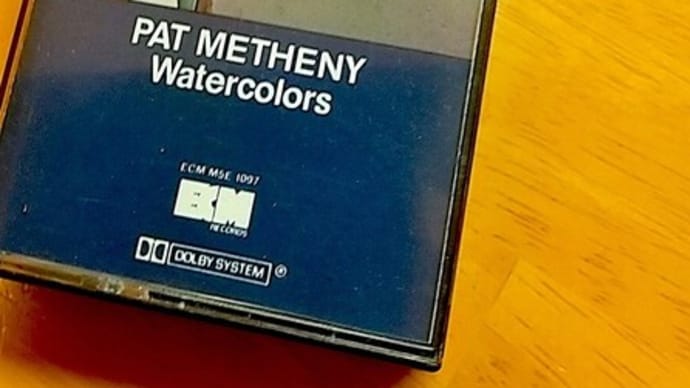 PAT METHENY
Watercolors
ECM M5E 1097
ECM
RECORDS
DOLBY SYSTEM ®